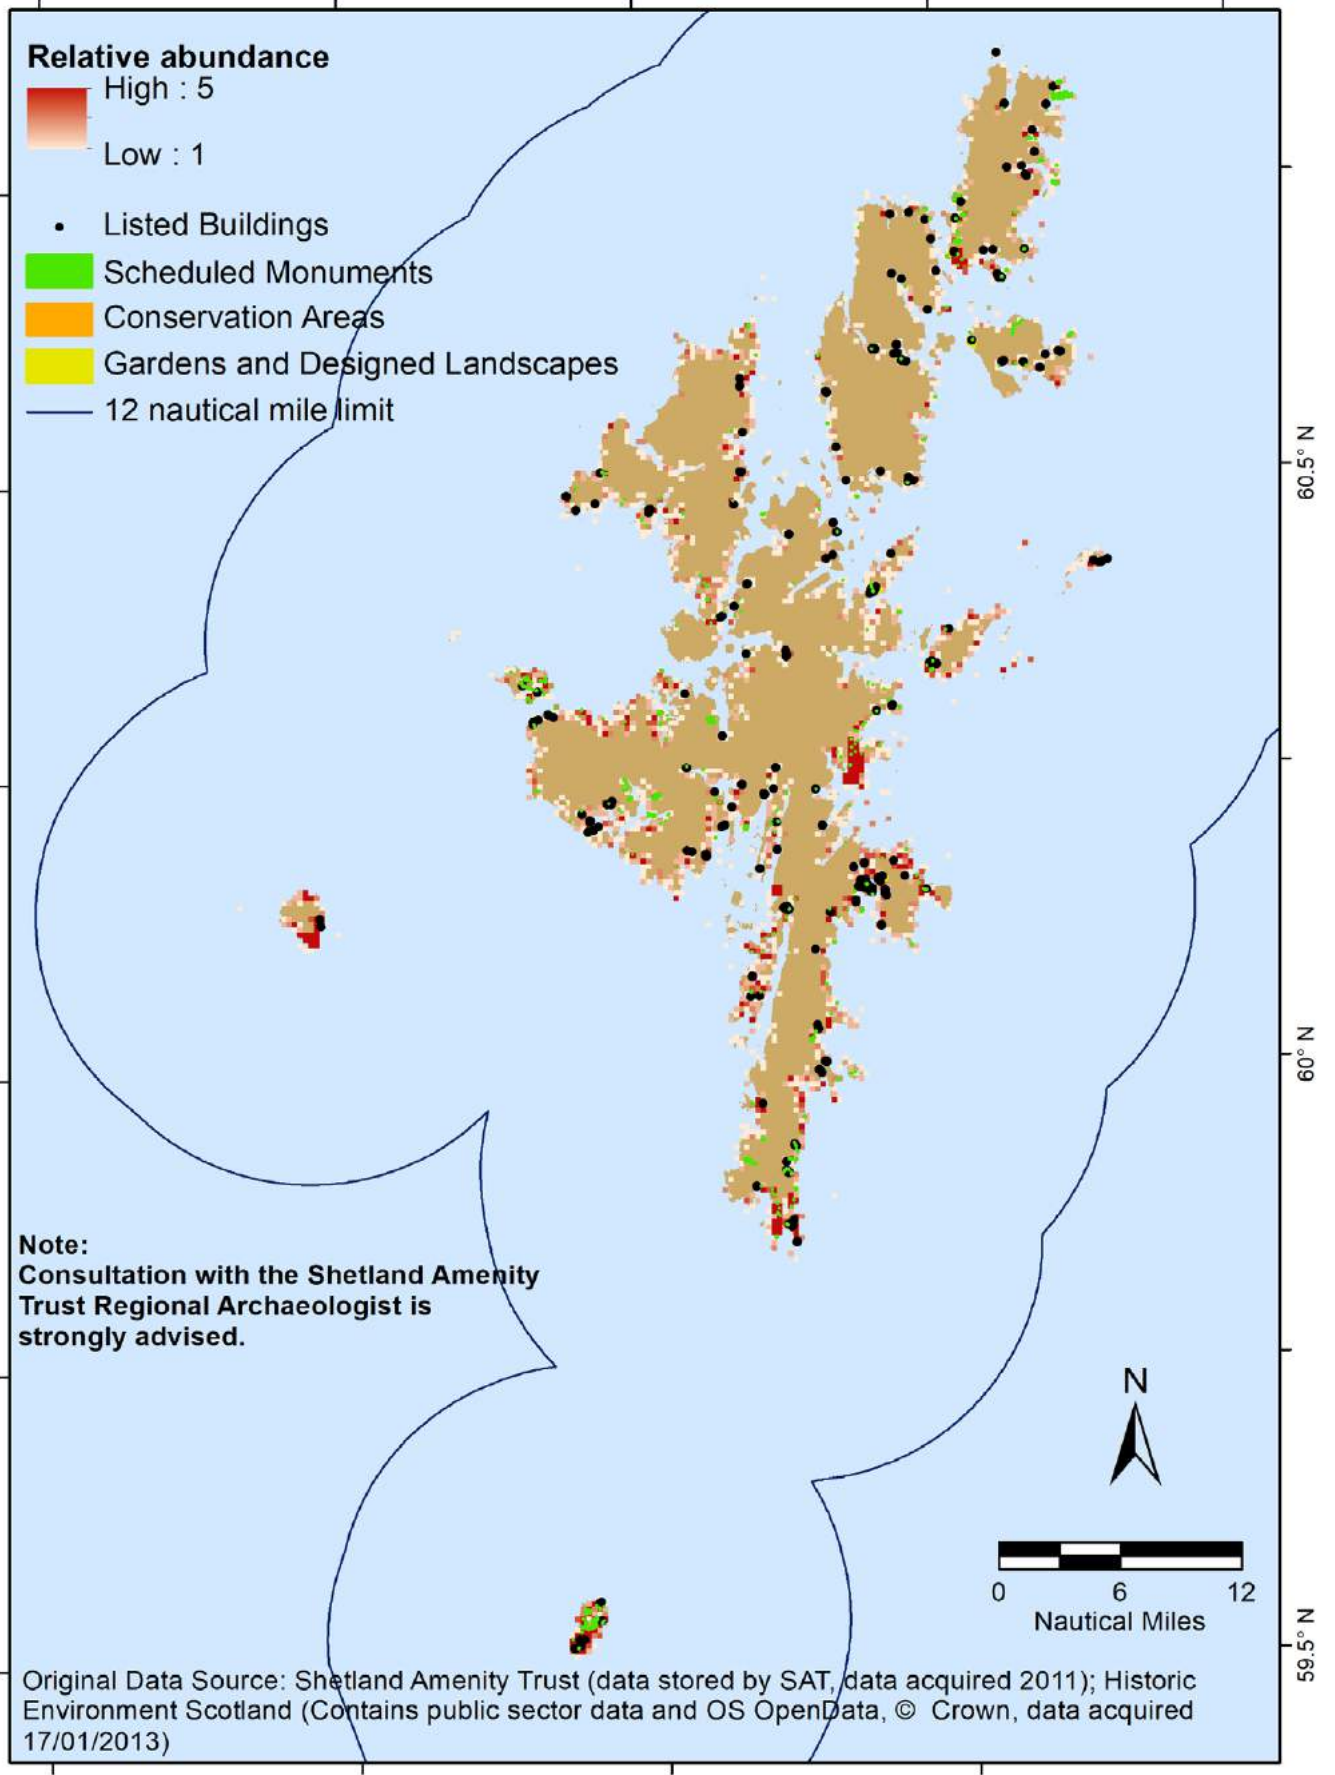 Relative abundance
High : 5
Low : 1
Listed Buildings
Scheduled Monuments
Conservation Areas
Gardens and Designed Landscapes
12 nautical mile limit
60.5° N
60° N
Note:
Consultation with the Shetland Amenity
Trust Regional Archaeologist is
strongly advised.
N
0 6 12
Nautical Miles
59.5° N
Original Data Source: Shetland Amenity Trust (data stored by SAT, data acquired 2011); Historic
Environment Scotland (Contains public sector data and OS OpenData, © Crown, data acquired
17/01/2013)